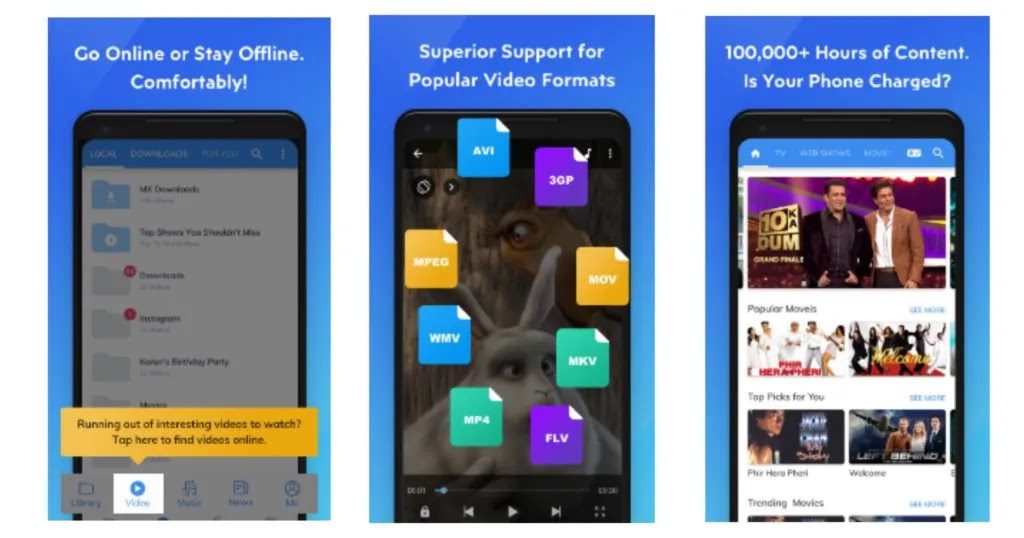 Go Online or Stay Offline.
Comfortably!
LOCAL DOWNLOADS FOR YOU
MX Downloads
Top Shows You Shouldn't Miss
Downloads
Instagram
Karan's Birthday Party
Movies
Running out of interesting videos to watch?
Tap here to find videos online.
Library Video Music News Me
Superior Support for
Popular Video Formats
AVI
3GP
MPEG
MOV
WMV
MKV
MP4
FLV
00:01
00:30
100,000+ Hours of Content.
Is Your Phone Charged?
TV WEB SHOWS MOVIE
10 KA
DUM
GRAND FINALE
Popular Moveis SEE MORE
PHIR
HERA PHERI
Welcome
Top Picks for You SEE MORE
JACKIE
CHAN
My Story
LEFT BEHIND
Phir Hera Pheri Welcome
Trending Movies SEE MORE